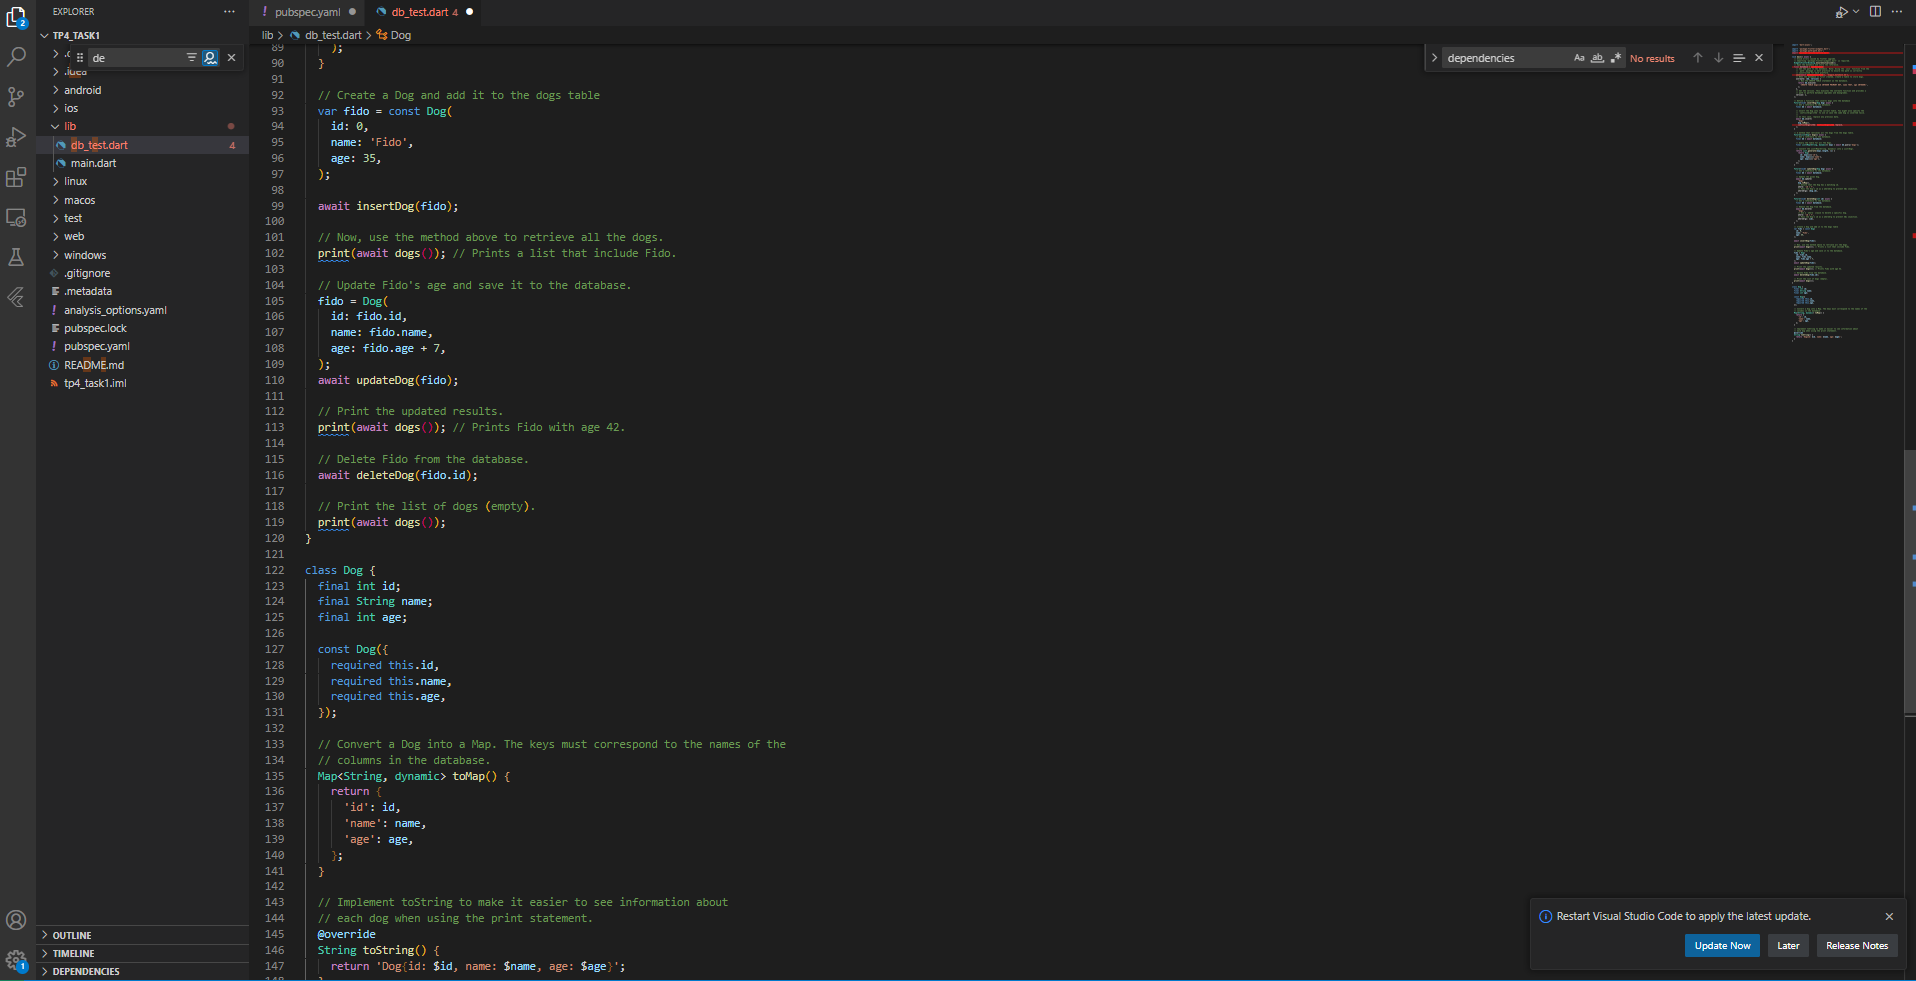 EXPLORER
TP4_TASK1
de
.idea
android
ios
lib
db_test.dart 4
main.dart
linux
macos
test
web
windows
.gitignore
.metadata
analysis_options.yaml
pubspec.lock
pubspec.yaml
README.md
tp4_task1.iml
OUTLINE
TIMELINE
DEPENDENCIES
2
1
pubspec.yaml
db_test.dart 4
lib > db_test.dart > Dog
dependencies
Aa ab .* No results
89 );
90 }
91
92 // Create a Dog and add it to the dogs table
93 var fido = const Dog(
94 id: 0,
95 name: 'Fido',
96 age: 35,
97 );
98
99 await insertDog(fido);
100
101 // Now, use the method above to retrieve all the dogs.
102 print(await dogs()); // Prints a list that include Fido.
103
104 // Update Fido's age and save it to the database.
105 fido = Dog(
106 id: fido.id,
107 name: fido.name,
108 age: fido.age + 7,
109 );
110 await updateDog(fido);
111
112 // Print the updated results.
113 print(await dogs()); // Prints Fido with age 42.
114
115 // Delete Fido from the database.
116 await deleteDog(fido.id);
117
118 // Print the list of dogs (empty).
119 print(await dogs());
120 }
121
122 class Dog {
123 final int id;
124 final String name;
125 final int age;
126
127 const Dog({
128 required this.id,
129 required this.name,
130 required this.age,
131 });
132
133 // Convert a Dog into a Map. The keys must correspond to the names of the
134 // columns in the database.
135 Map<String, dynamic> toMap() {
136 return {
137 'id': id,
138 'name': name,
139 'age': age,
140 };
141 }
142
143 // Implement toString to make it easier to see information about
144 // each dog when using the print statement.
145 @override
146 String toString() {
147 return 'Dog{id: $id, name: $name, age: $age}';
Restart Visual Studio Code to apply the latest update.
Update Now
Later
Release Notes